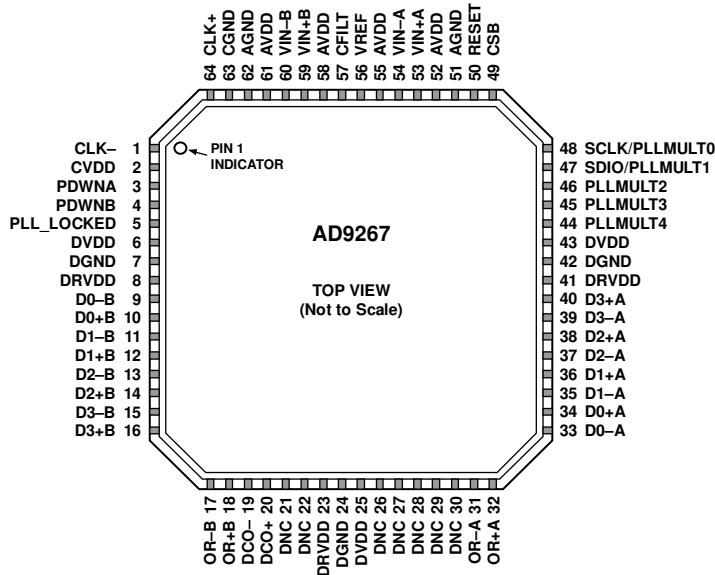 64 CLK+
63 CGND
62 AGND
61 AVDD
60 VIN–B
59 VIN+B
58 AVDD
57 CFILT
56 VREF
55 AVDD
54 VIN–A
53 VIN+A
52 AVDD
51 AGND
50 RESET
49 CSB
CLK– 1
CVDD 2
PDWNA 3
PDWNB 4
PLL_LOCKED 5
DVDD 6
DGND 7
DRVDD 8
D0–B 9
D0+B 10
D1–B 11
D1+B 12
D2–B 13
D2+B 14
D3–B 15
D3+B 16
PIN 1
INDICATOR
AD9267
TOP VIEW
(Not to Scale)
48 SCLK/PLLMULT0
47 SDIO/PLLMULT1
46 PLLMULT2
45 PLLMULT3
44 PLLMULT4
43 DVDD
42 DGND
41 DRVDD
40 D3+A
39 D3–A
38 D2+A
37 D2–A
36 D1+A
35 D1–A
34 D0+A
33 D0–A
OR–B 17
OR+B 18
DCO– 19
DCO+ 20
DNC 21
DNC 22
DRVDD 23
DGND 24
DVDD 25
DNC 26
DNC 27
DNC 28
DNC 29
DNC 30
OR–A 31
OR+A 32